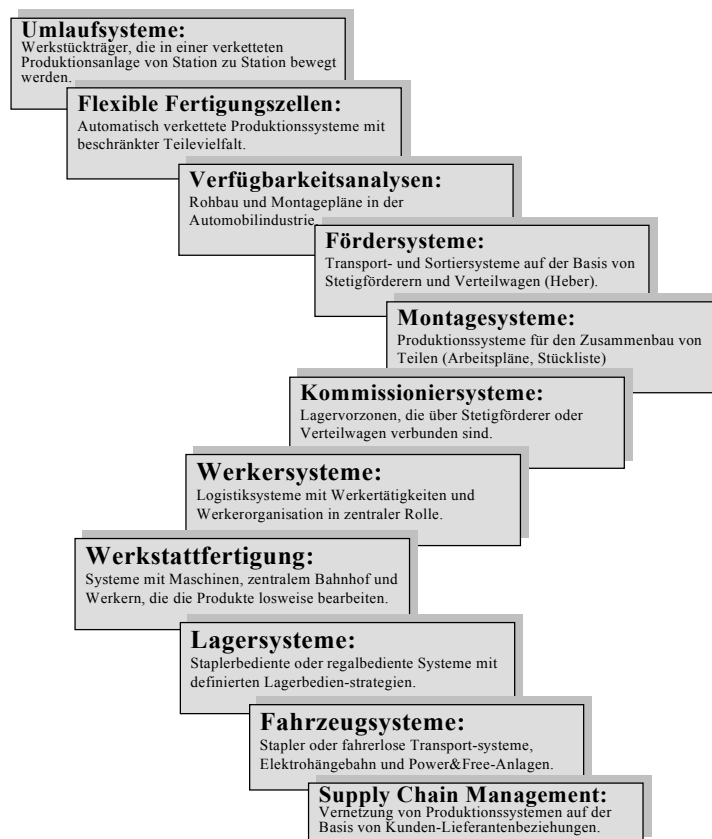 Umlaufsysteme:
Werkstückträger, die in einer verketteten
Produktionsanlage von Station zu Station bewegt
werden.
Flexible Fertigungszellen:
Automatisch verkettete Produktionssysteme mit
beschränkter Teilevielfalt.
Verfügbarkeitsanalysen:
Rohbau und Montagepläne in der
Automobilindustrie.
Fördersysteme:
Transport- und Sortiersysteme auf der Basis von
Stetigförderern und Verteilwagen (Heber).
Montagesysteme:
Produktionssysteme für den Zusammenbau von
Teilen (Arbeitspläne, Stückliste)
Kommissioniersysteme:
Lagervorzonen, die über Stetigförderer oder
Verteilwagen verbunden sind.
Werkersysteme:
Logistiksysteme mit Werkertätigkeiten und
Werkerorganisation in zentraler Rolle.
Werkstattfertigung:
Systeme mit Maschinen, zentralem Bahnhof und
Werkern, die die Produkte losweise bearbeiten.
Lagersysteme:
Staplerbediente oder regalbediente Systeme mit
definierten Lagerbedien-strategien.
Fahrzeugsysteme:
Stapler oder fahrerlose Transport-systeme,
Elektrohängebahn und Power&Free-Anlagen.
Supply Chain Management:
Vernetzung von Produktionssystemen auf der
Basis von Kunden-Lieferantenbeziehungen.